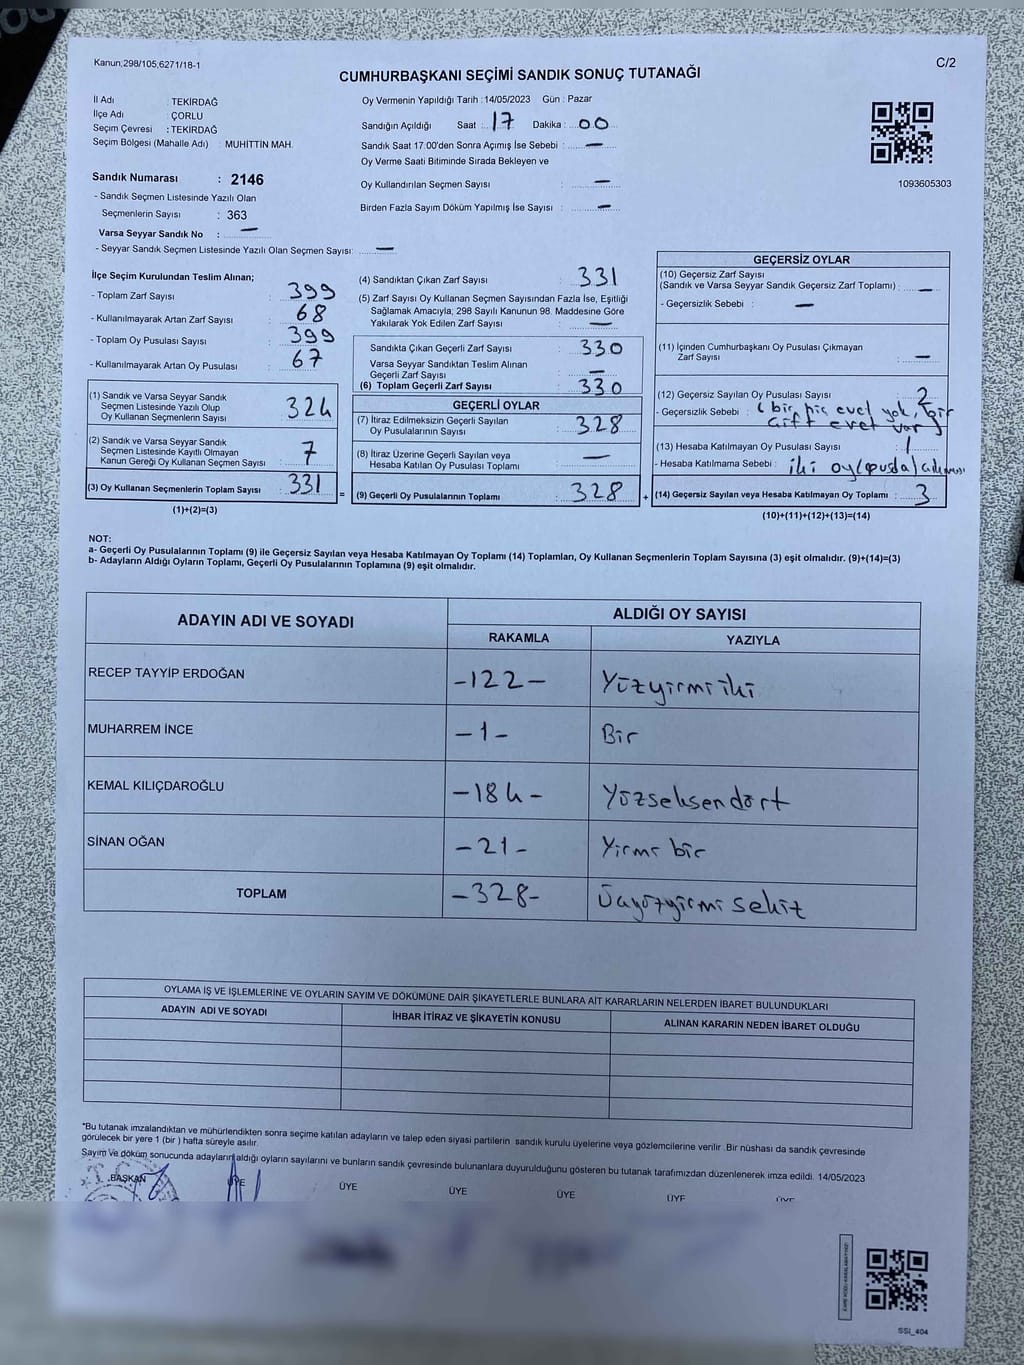 Kanun,298/105,6271/18-1
C/2
CUMHURBAŞKANI SEÇİMİ SANDIK SONUÇ TUTANAĞI
İl Adı : TEKİRDAĞ
İlçe Adı : ÇORLU
Seçim Çevresi : TEKİRDAĞ
Seçim Bölgesi (Mahalle Adı) : MUHİTTİN MAH.
Sandık Numarası : 2146
- Sandık Seçmen Listesinde Yazılı Olan
Seçmenlerin Sayısı : 363
Varsa Seyyar Sandık No : —
- Seyyar Sandık Seçmen Listesinde Yazılı Olan Seçmen Sayısı: —
Oy Vermenin Yapıldığı Tarih : 14/05/2023 Gün : Pazar
Sandığın Açıldığı Saat : 17 Dakika : 00
Sandık Saat 17.00'den Sonra Açımış İse Sebebi : —
Oy Verme Saati Bitiminde Sırada Bekleyen ve
Oy Kullandırılan Seçmen Sayısı : —
Birden Fazla Sayım Döküm Yapılmış İse Sayısı : —
1093605303
İlçe Seçim Kurulundan Teslim Alınan;
- Toplam Zarf Sayısı : 399
- Kullanılmayarak Artan Zarf Sayısı : 68
- Toplam Oy Pusulası Sayısı : 399
- Kullanılmayarak Artan Oy Pusulası : 67
(1) Sandık ve Varsa Seyyar Sandık
Seçmen Listesinde Yazılı Olup
Oy Kullanan Seçmenlerin Sayısı : 324
(2) Sandık ve Varsa Seyyar Sandık
Seçmen Listesinde Kayıtlı Olmayan
Kanun Gereği Oy Kullanan Seçmen Sayısı : 7
(3) Oy Kullanan Seçmenlerin Toplam Sayısı : 331
(1)+(2)=(3)
=
(4) Sandıktan Çıkan Zarf Sayısı : 331
(5) Zarf Sayısı Oy Kullanan Seçmen Sayısından Fazla İse, Eşitliği
Sağlamak Amacıyla, 298 Sayılı Kanunun 98. Maddesine Göre
Yakılarak Yok Edilen Zarf Sayısı : —
Sandıkta Çıkan Geçerli Zarf Sayısı : 330
Varsa Seyyar Sandıktan Teslim Alınan
Geçerli Zarf Sayısı : —
(6) Toplam Geçerli Zarf Sayısı : 330
GEÇERLİ OYLAR
(7) İtiraz Edilmeksizin Geçerli Sayılan
Oy Pusulalarının Sayısı : 328
(8) İtiraz Üzerine Geçerli Sayılan veya
Hesaba Katılan Oy Pusulası Toplamı : —
(9) Geçerli Oy Pusulalarının Toplamı : 328
+
GEÇERSİZ OYLAR
(10) Geçersiz Zarf Sayısı
(Sandık ve Varsa Seyyar Sandık Geçersiz Zarf Toplamı) : —
- Geçersizlik Sebebi : —
(11) İçinden Cumhurbaşkanı Oy Pusulası Çıkmayan
Zarf Sayısı : —
(12) Geçersiz Sayılan Oy Pusulası Sayısı : 2
- Geçersizlik Sebebi : (bir hiç evet yok, bir
çift evet var)
(13) Hesaba Katılmayan Oy Pusulası Sayısı : 1
- Hesaba Katılmama Sebebi : iki oy(pusula)
(14) Geçersiz Sayılan veya Hesaba Katılmayan Oy Toplamı : 3
(10)+(11)+(12)+(13)=(14)
NOT:
a- Geçerli Oy Pusulalarının Toplamı (9) ile Geçersiz Sayılan veya Hesaba Katılmayan Oy Toplamı (14) Toplamları, Oy Kullanan Seçmenlerin Toplam Sayısına (3) eşit olmalıdır. (9)+(14)=(3)
b- Adayların Aldığı Oyların Toplamı, Geçerli Oy Pusulalarının Toplamına (9) eşit olmalıdır.
ADAYIN ADI VE SOYADI
ALDIĞI OY SAYISI
RAKAMLA YAZIYLA
RECEP TAYYİP ERDOĞAN -122- Yüzyirmiiki
MUHARREM İNCE -1- Bir
KEMAL KILIÇDAROĞLU -184- Yüzseksendört
SİNAN OĞAN -21- Yirmi bir
TOPLAM -328- Üçyüzyirmi sekiz
OYLAMA İŞ VE İŞLEMLERİNE VE OYLARIN SAYIM VE DÖKÜMÜNE DAİR ŞİKAYETLERLE BUNLARA AİT KARARLARIN NELERDEN İBARET BULUNDUKLARI
ADAYIN ADI VE SOYADI İHBAR İTİRAZ VE ŞİKAYETİN KONUSU ALINAN KARARIN NEDEN İBARET OLDUĞU
*Bu tutanak imzalandıktan ve mühürlendikten sonra seçime katılan adayların ve talep eden siyasi partilerin sandık kurulu üyelerine veya gözlemcilerine verilir. Bir nüshası da sandık çevresinde
görülecek bir yere 1 (bir ) hafta süreyle asılır.
Sayım ve döküm sonucunda adayların aldığı oyların sayılarını ve bunların sandık çevresinde bulunanlara duyurulduğunu gösteren bu tutanak tarafımızdan düzenlenerek imza edildi. 14/05/2023
BAŞKAN ÜYE ÜYE ÜYE ÜYE ÜYE ÜYE
SSI_404